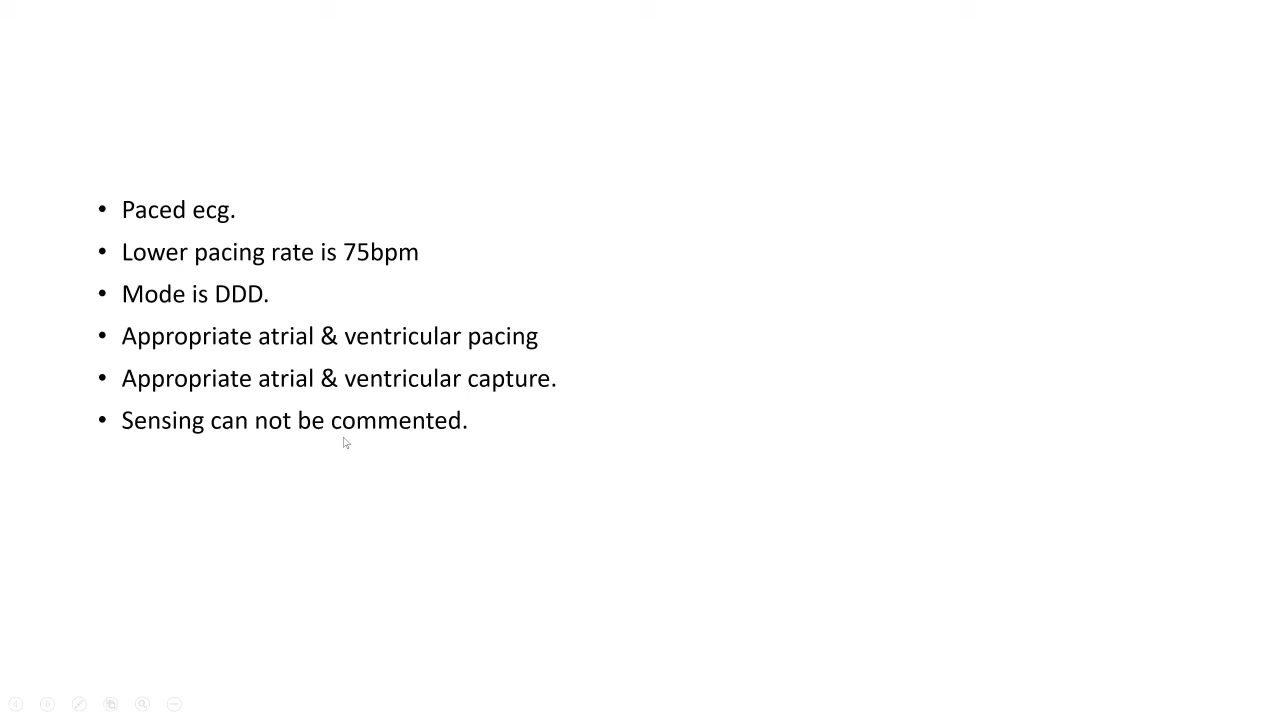 • Paced ecg.
• Lower pacing rate is 75bpm
• Mode is DDD.
• Appropriate atrial & ventricular pacing
• Appropriate atrial & ventricular capture.
• Sensing can not be commented.